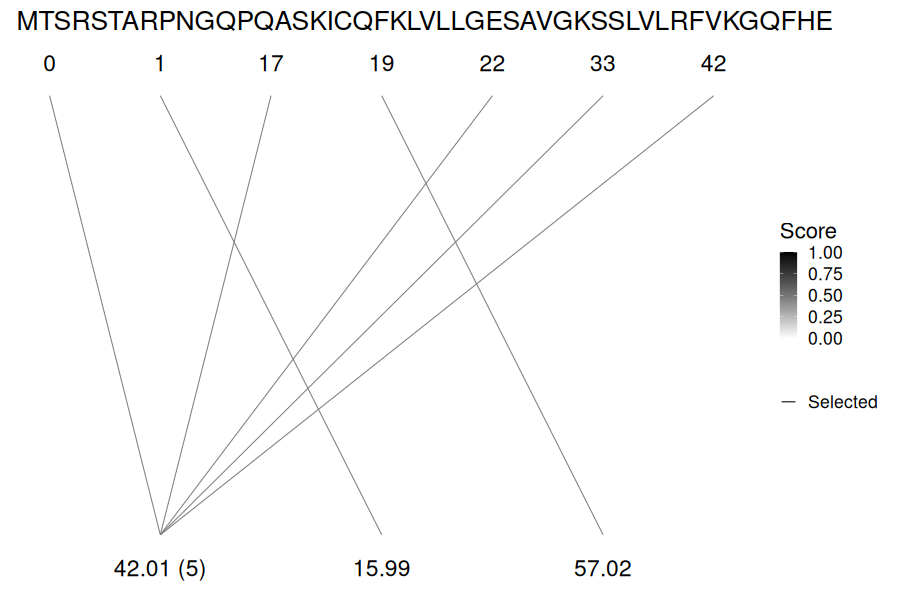 MTSRSTARPNGQPQASKICQFKLVLLGESAVGKSSLVLRFVKGQFHE
0 1 17 19 22 33 42
Score
1.00
0.75
0.50
0.25
0.00
Selected
42.01 (5) 15.99 57.02